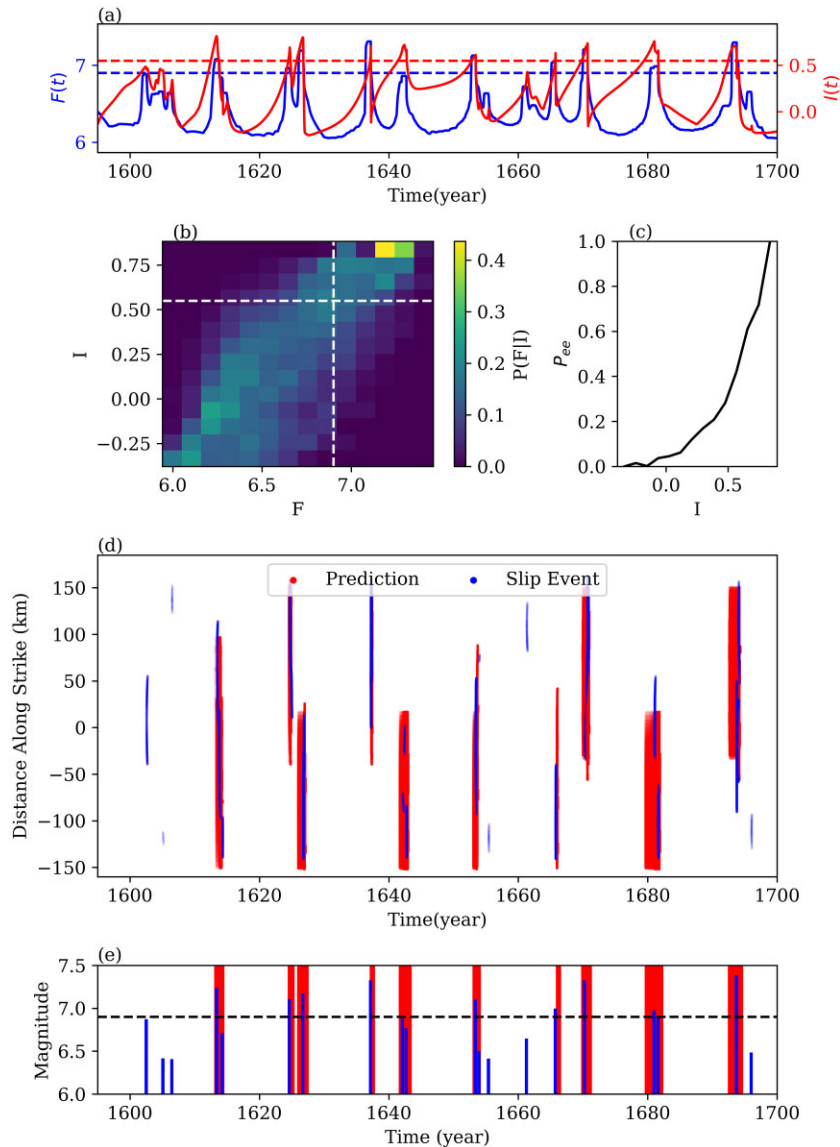 (a)
7
6
F(t)
0.5
0.0
I(t)
1600 1620 1640 1660 1680 1700
Time(year)
(b)
0.75
0.50
0.25
0.00
−0.25
I
6.0 6.5 7.0
F
0.4
0.3
0.2
0.1
0.0
P(F|I)
(c)
1.0
0.8
0.6
0.4
0.2
0.0
Pee
0.0 0.5
I
(d)
Prediction Slip Event
150
100
50
0
−50
−100
−150
Distance Along Strike (km)
1600 1620 1640 1660 1680 1700
Time(year)
(e)
7.5
7.0
6.5
6.0
Magnitude
1600 1620 1640 1660 1680 1700
Time (year)